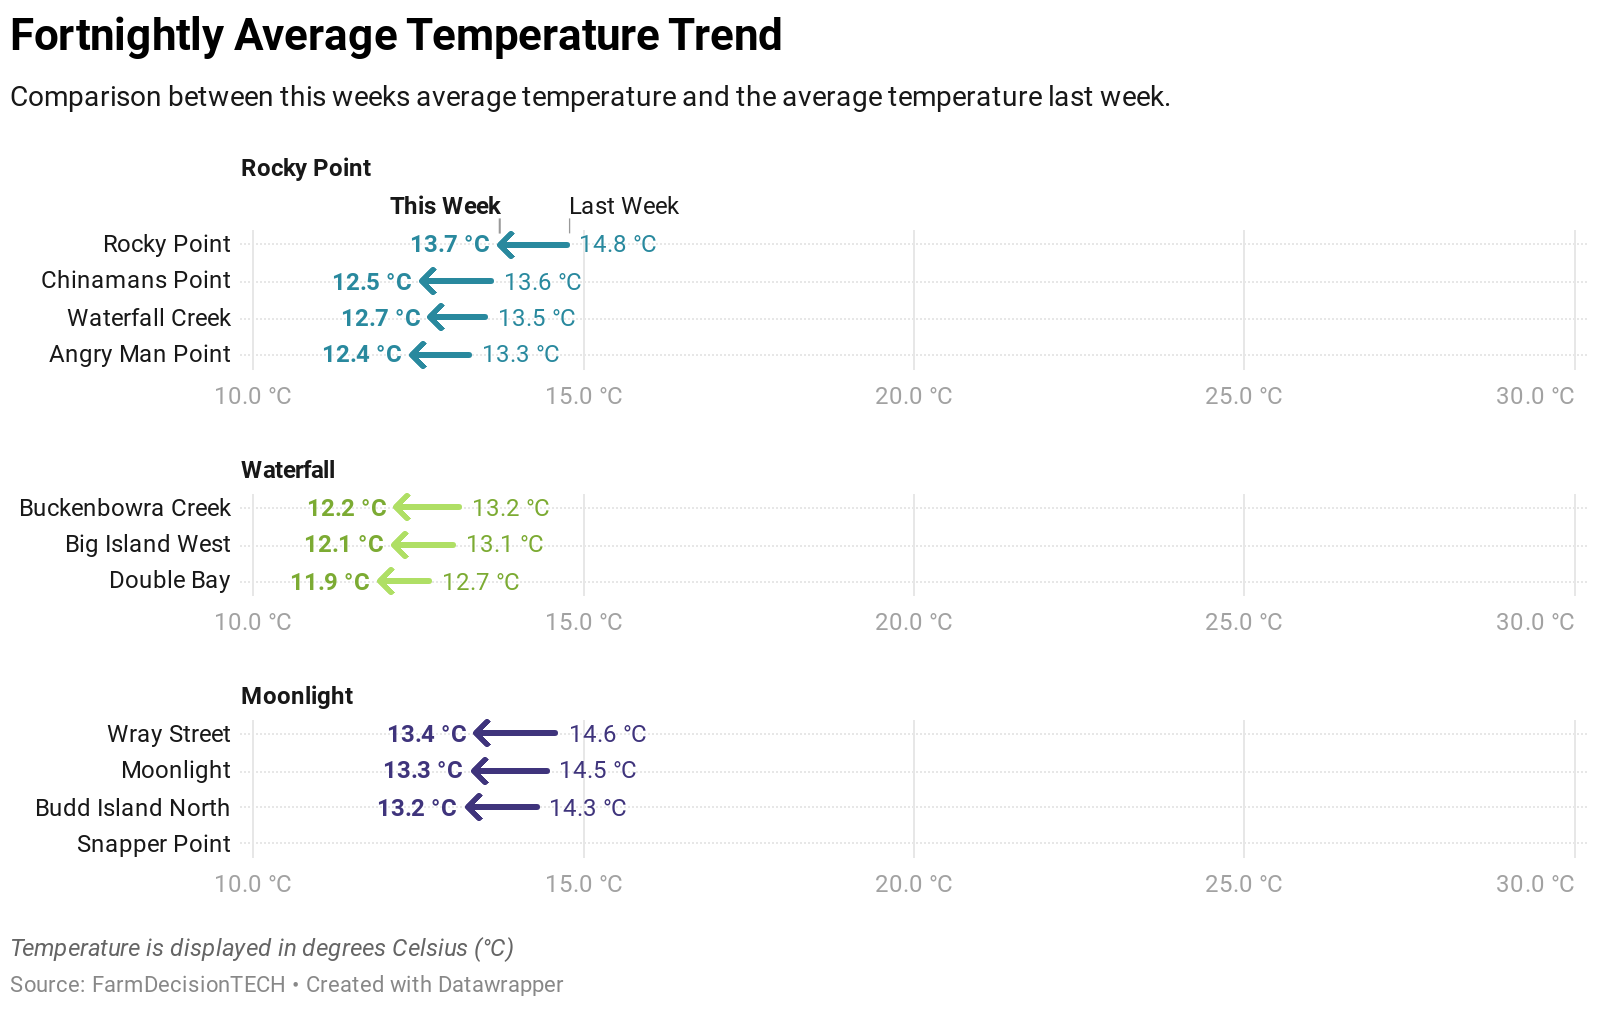 Fortnightly Average Temperature Trend
Comparison between this weeks average temperature and the average temperature last week.
Rocky Point
This Week Last Week
Rocky Point 13.7 °C 14.8 °C
Chinamans Point 12.5 °C 13.6 °C
Waterfall Creek 12.7 °C 13.5 °C
Angry Man Point 12.4 °C 13.3 °C
10.0 °C 15.0 °C 20.0 °C 25.0 °C 30.0 °C
Waterfall
Buckenbowra Creek 12.2 °C 13.2 °C
Big Island West 12.1 °C 13.1 °C
Double Bay 11.9 °C 12.7 °C
10.0 °C 15.0 °C 20.0 °C 25.0 °C 30.0 °C
Moonlight
Wray Street 13.4 °C 14.6 °C
Moonlight 13.3 °C 14.5 °C
Budd Island North 13.2 °C 14.3 °C
Snapper Point
10.0 °C 15.0 °C 20.0 °C 25.0 °C 30.0 °C
Temperature is displayed in degrees Celsius (°C)
Source: FarmDecisionTECH • Created with Datawrapper